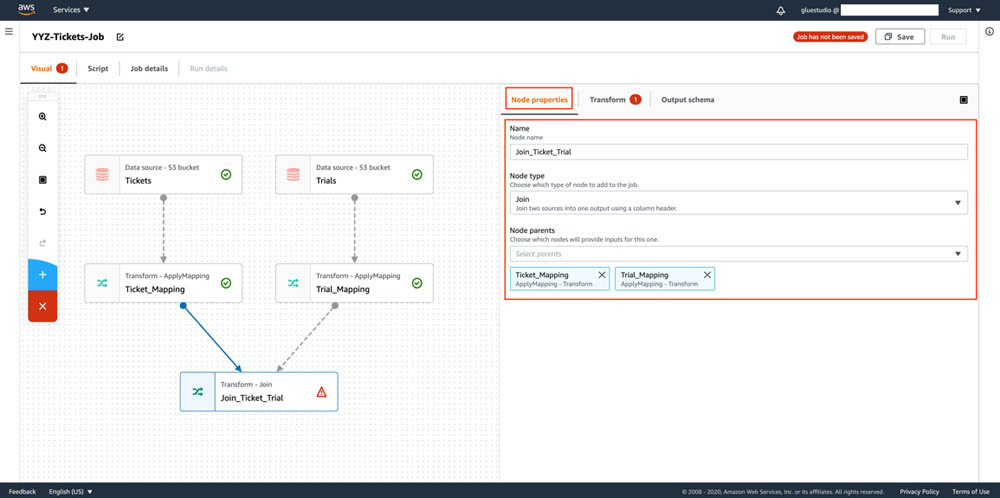 aws
Services
gluestudio @
Support
YYZ-Tickets-Job
Job has not been saved
Save
Run
Visual 1
Script
Job details
Run details
Node properties
Transform 1
Output schema
Data source - S3 bucket
Tickets
Data source - S3 bucket
Trials
Transform - ApplyMapping
Ticket_Mapping
Transform - ApplyMapping
Trial_Mapping
Transform - Join
Join_Ticket_Trial
Name
Node name
Join_Ticket_Trial
Node type
Choose which type of node to add to the job.
Join
Join two sources into one output using a column header.
Node parents
Choose which nodes will provide inputs for this one.
Select parents
Ticket_Mapping
ApplyMapping - Transform
Trial_Mapping
ApplyMapping - Transform
Feedback
English (US)
© 2008 - 2020, Amazon Web Services, Inc. or its affiliates. All rights reserved.
Privacy Policy
Terms of Use